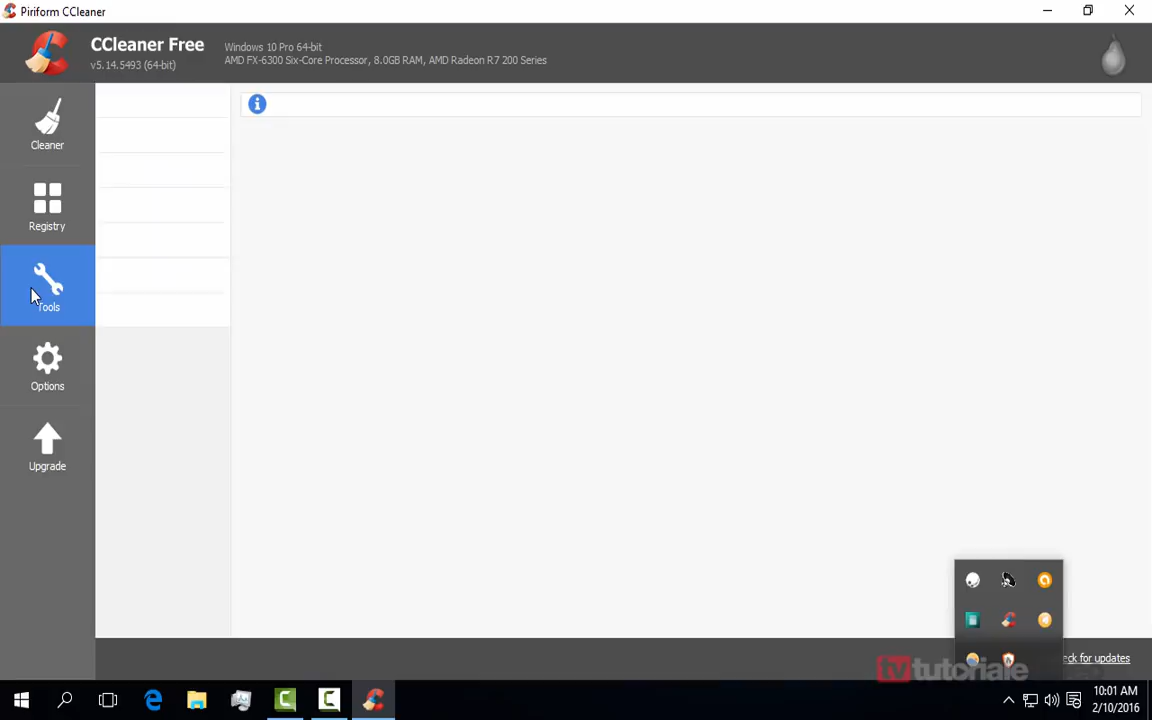 Piriform CCleaner
CCleaner Free
v5.14.5493 (64-bit)
Windows 10 Pro 64-bit
AMD FX-6300 Six-Core Processor, 8.0GB RAM, AMD Radeon R7 200 Series
Cleaner
Registry
Tools
Options
Upgrade
eck for updates
tvtutoriale
10:01 AM
2/10/2016